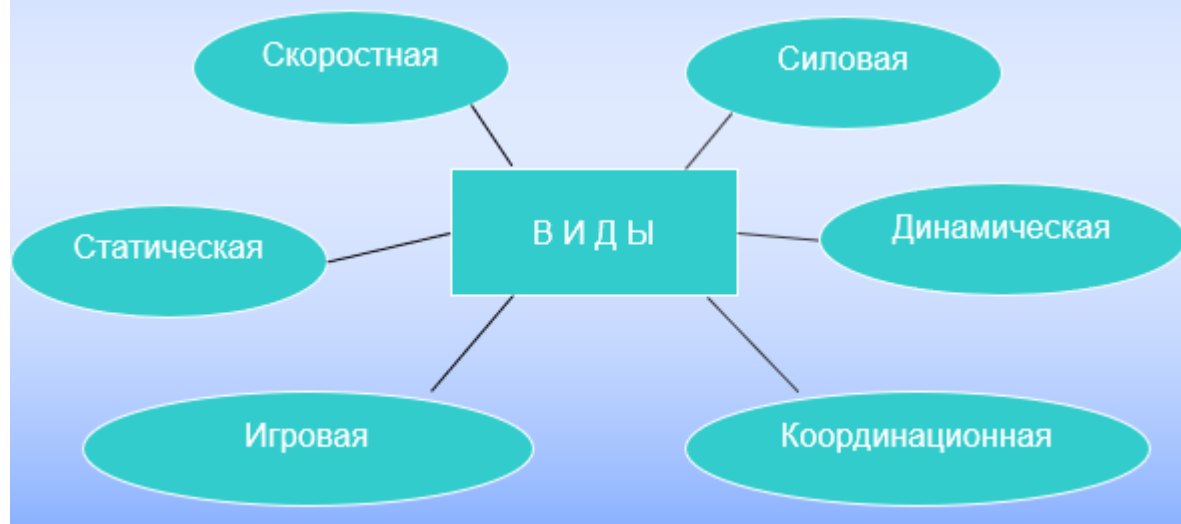 Скоростная
Силовая
Статическая
В И Д Ы
Динамическая
Игровая
Координационная